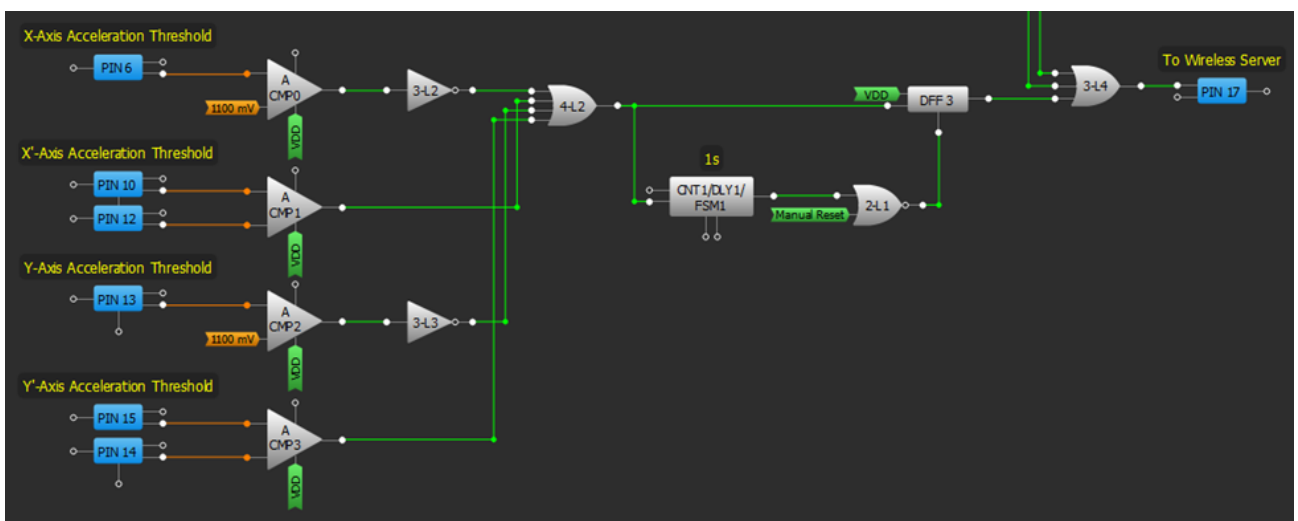 X-Axis Acceleration Threshold
PIN 6
A
CMP0
1100 mV
VDD
3-L2
X'-Axis Acceleration Threshold
PIN 10
PIN 12
A
CMP1
VDD
Y-Axis Acceleration Threshold
PIN 13
A
CMP2
1100 mV
VDD
3-L3
Y'-Axis Acceleration Threshold
PIN 15
PIN 14
A
CMP3
VDD
4-L2
1s
CNT1/DLY1/
FSM1
Manual Reset
2-L1
VDD
DFF 3
3-L4
To Wireless Server
PIN 17